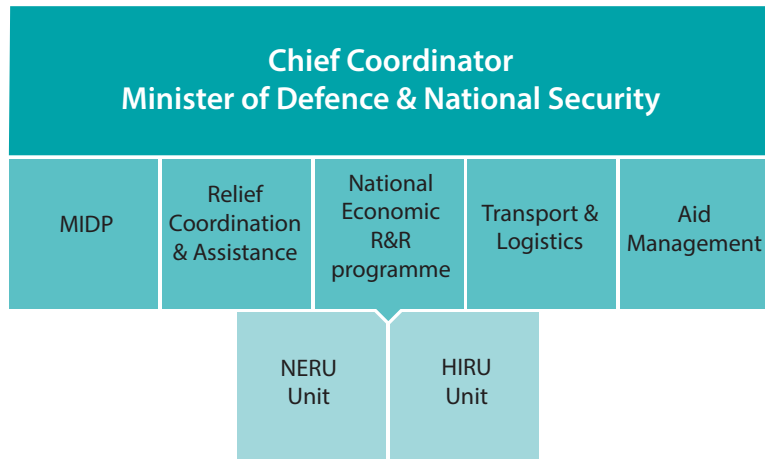 Chief Coordinator
Minister of Defence & National Security
MIDP
Relief
Coordination
& Assistance
National
Economic
R&R
programme
Transport &
Logistics
Aid
Management
NERU
Unit
HIRU
Unit